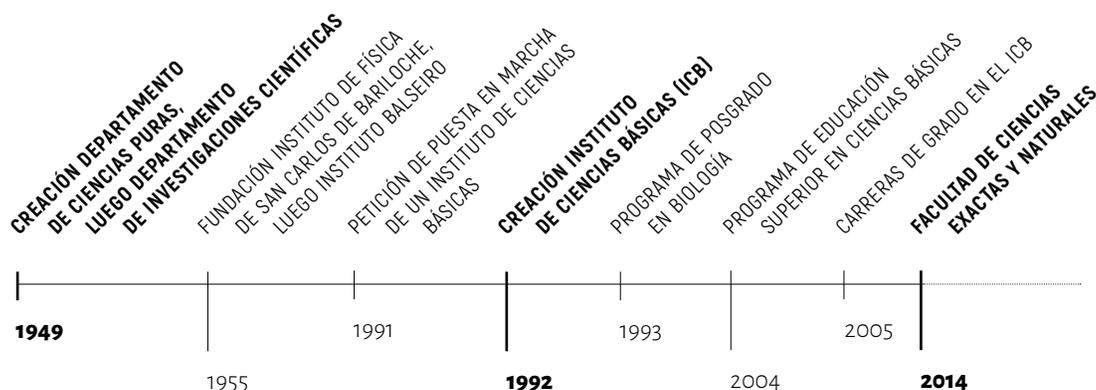 CREACIÓN DEPARTAMENTO
DE CIENCIAS PURAS,
LUEGO DEPARTAMENTO
DE INVESTIGACIONES CIENTÍFICAS
FUNDACIÓN INSTITUTO DE FÍSICA
DE SAN CARLOS DE BARILOCHE,
LUEGO INSTITUTO BALSEIRO
PETICIÓN DE PUESTA EN MARCHA
DE UN INSTITUTO DE CIENCIAS
BÁSICAS
CREACIÓN INSTITUTO
DE CIENCIAS BÁSICAS (ICB)
PROGRAMA DE POSGRADO
EN BIOLOGÍA
PROGRAMA DE EDUCACIÓN
SUPERIOR EN CIENCIAS BÁSICAS
CARRERAS DE GRADO EN EL ICB
FACULTAD DE CIENCIAS
EXACTAS Y NATURALES
1949
1955
1991
1992
1993
2004
2005
2014